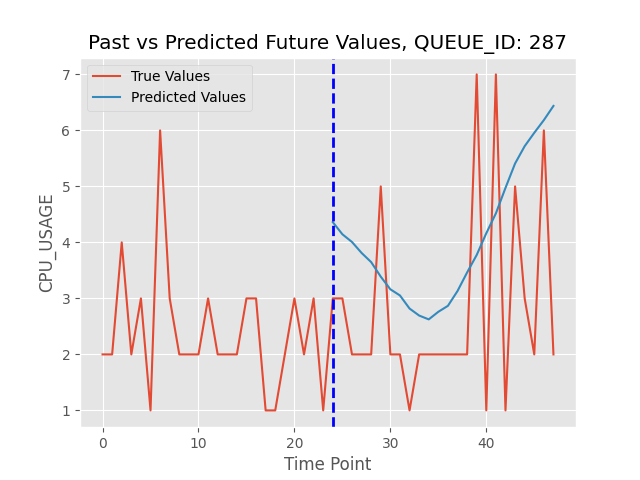 Past vs Predicted Future Values, QUEUE_ID: 287
True Values
Predicted Values
CPU_USAGE
7
6
5
4
3
2
1
0 10 20 30 40
Time Point